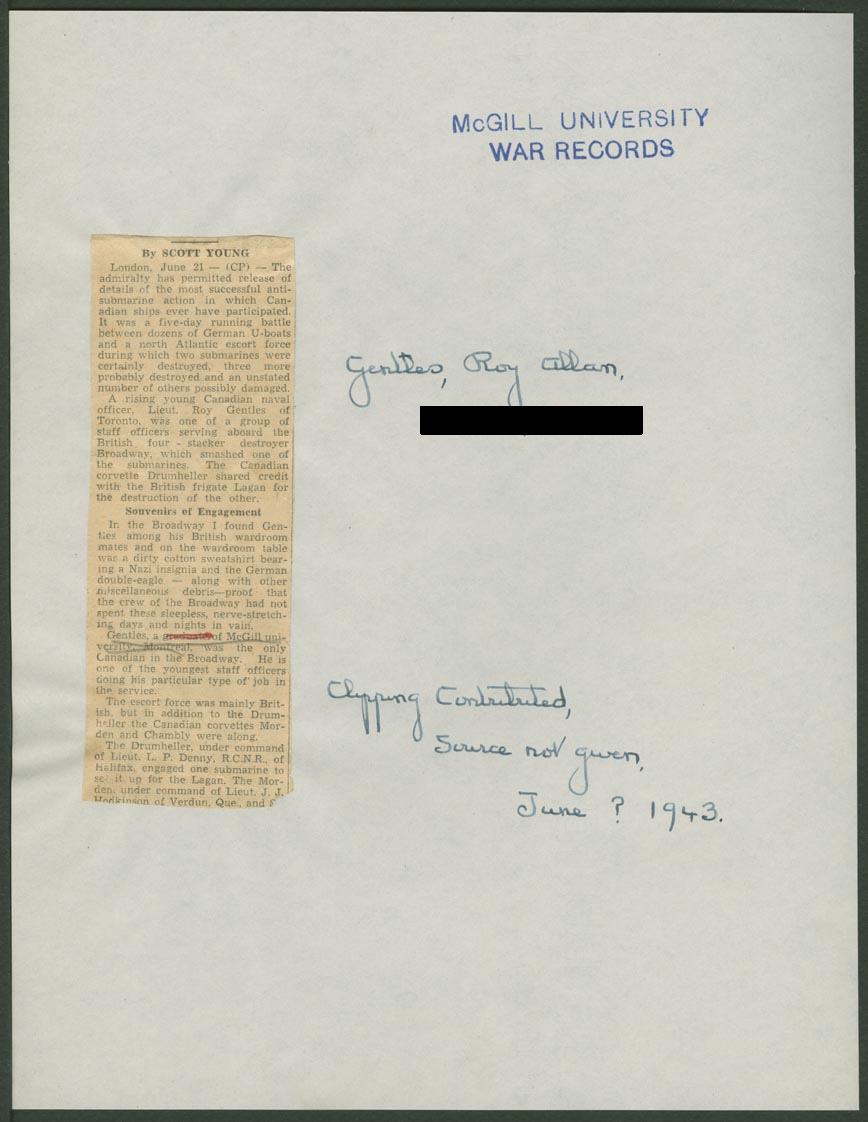 McGILL UNIVERSITY
WAR RECORDS
By SCOTT YOUNG
London, June 21 — (CP) — The
admiralty has permitted release of
details of the most successful anti-
submarine action in which Can-
adian ships ever have participated.
It was a five-day running battle
between dozens of German U-boats
and a north Atlantic escort force
during which two submarines were
certainly destroyed, three more
probably destroyed and an unstated
number of others possibly damaged.
A rising young Canadian naval
officer, Lieut. Roy Gentles of
Toronto, was one of a group of
staff officers serving aboard the
British four - stacker destroyer
Broadway, which smashed one of
the submarines. The Canadian
corvette Drumheller shared credit
with the British frigate Lagan for
the destruction of the other.
Souvenirs of Engagement
In the Broadway I found Gen-
tles among his British wardroom
mates and on the wardroom table
was a dirty cotton sweatshirt bear-
ing a Nazi insignia and the German
double-eagle — along with other
miscellaneous debris—proof that
the crew of the Broadway had not
spent these sleepless, nerve-stretch-
ing days and nights in vain.
Gentles, a graduate of McGill uni-
versity, Montreal, was the only
Canadian in the Broadway. He is
one of the youngest staff officers
doing his particular type of job in
the service.
The escort force was mainly Brit-
ish, but in addition to the Drum-
heller the Canadian corvettes Mor-
den and Chambly were along.
The Drumheller, under command
of Lieut. L. P. Denny, R.C.N.R., of
Halifax, engaged one submarine to
set it up for the Lagan. The Mor-
den, under command of Lieut. J. J.
Hodkinson of Verdun, Que., and
Gentles, Roy Allan,
Clipping Contributed,
Source not given,
June ? 1943.